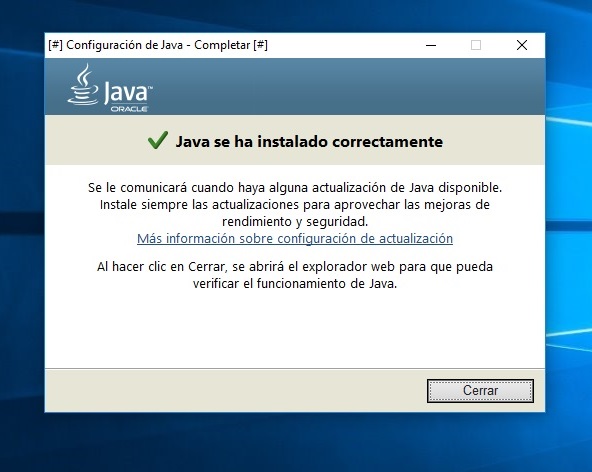 [#] Configuración de Java - Completar [#]
Java™
ORACLE
Java se ha instalado correctamente
Se le comunicará cuando haya alguna actualización de Java disponible.
Instale siempre las actualizaciones para aprovechar las mejoras de
rendimiento y seguridad.
Más información sobre configuración de actualización
Al hacer clic en Cerrar, se abrirá el explorador web para que pueda
verificar el funcionamiento de Java.
Cerrar